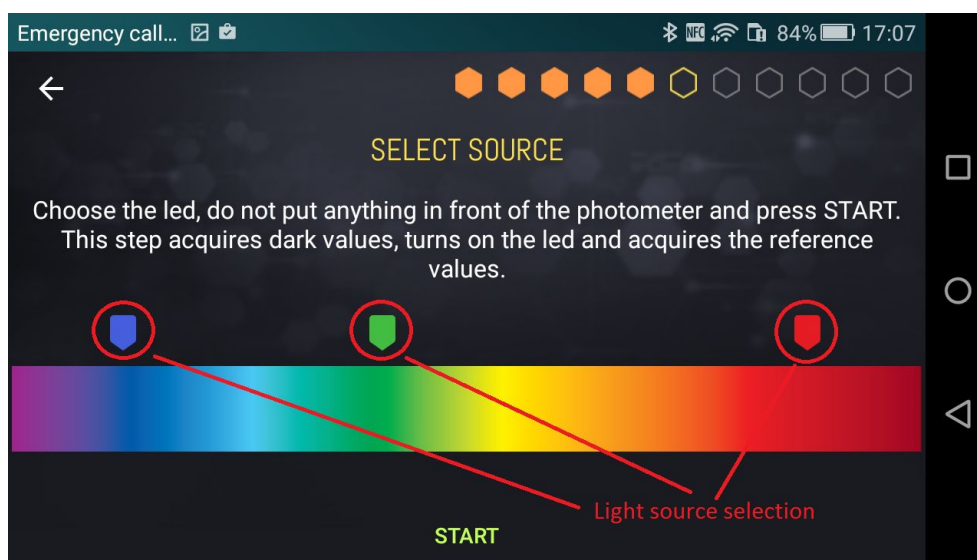 Emergency call... NFC 84% 17:07
SELECT SOURCE
Choose the led, do not put anything in front of the photometer and press START.
This step acquires dark values, turns on the led and acquires the reference
values.
Light source selection
START